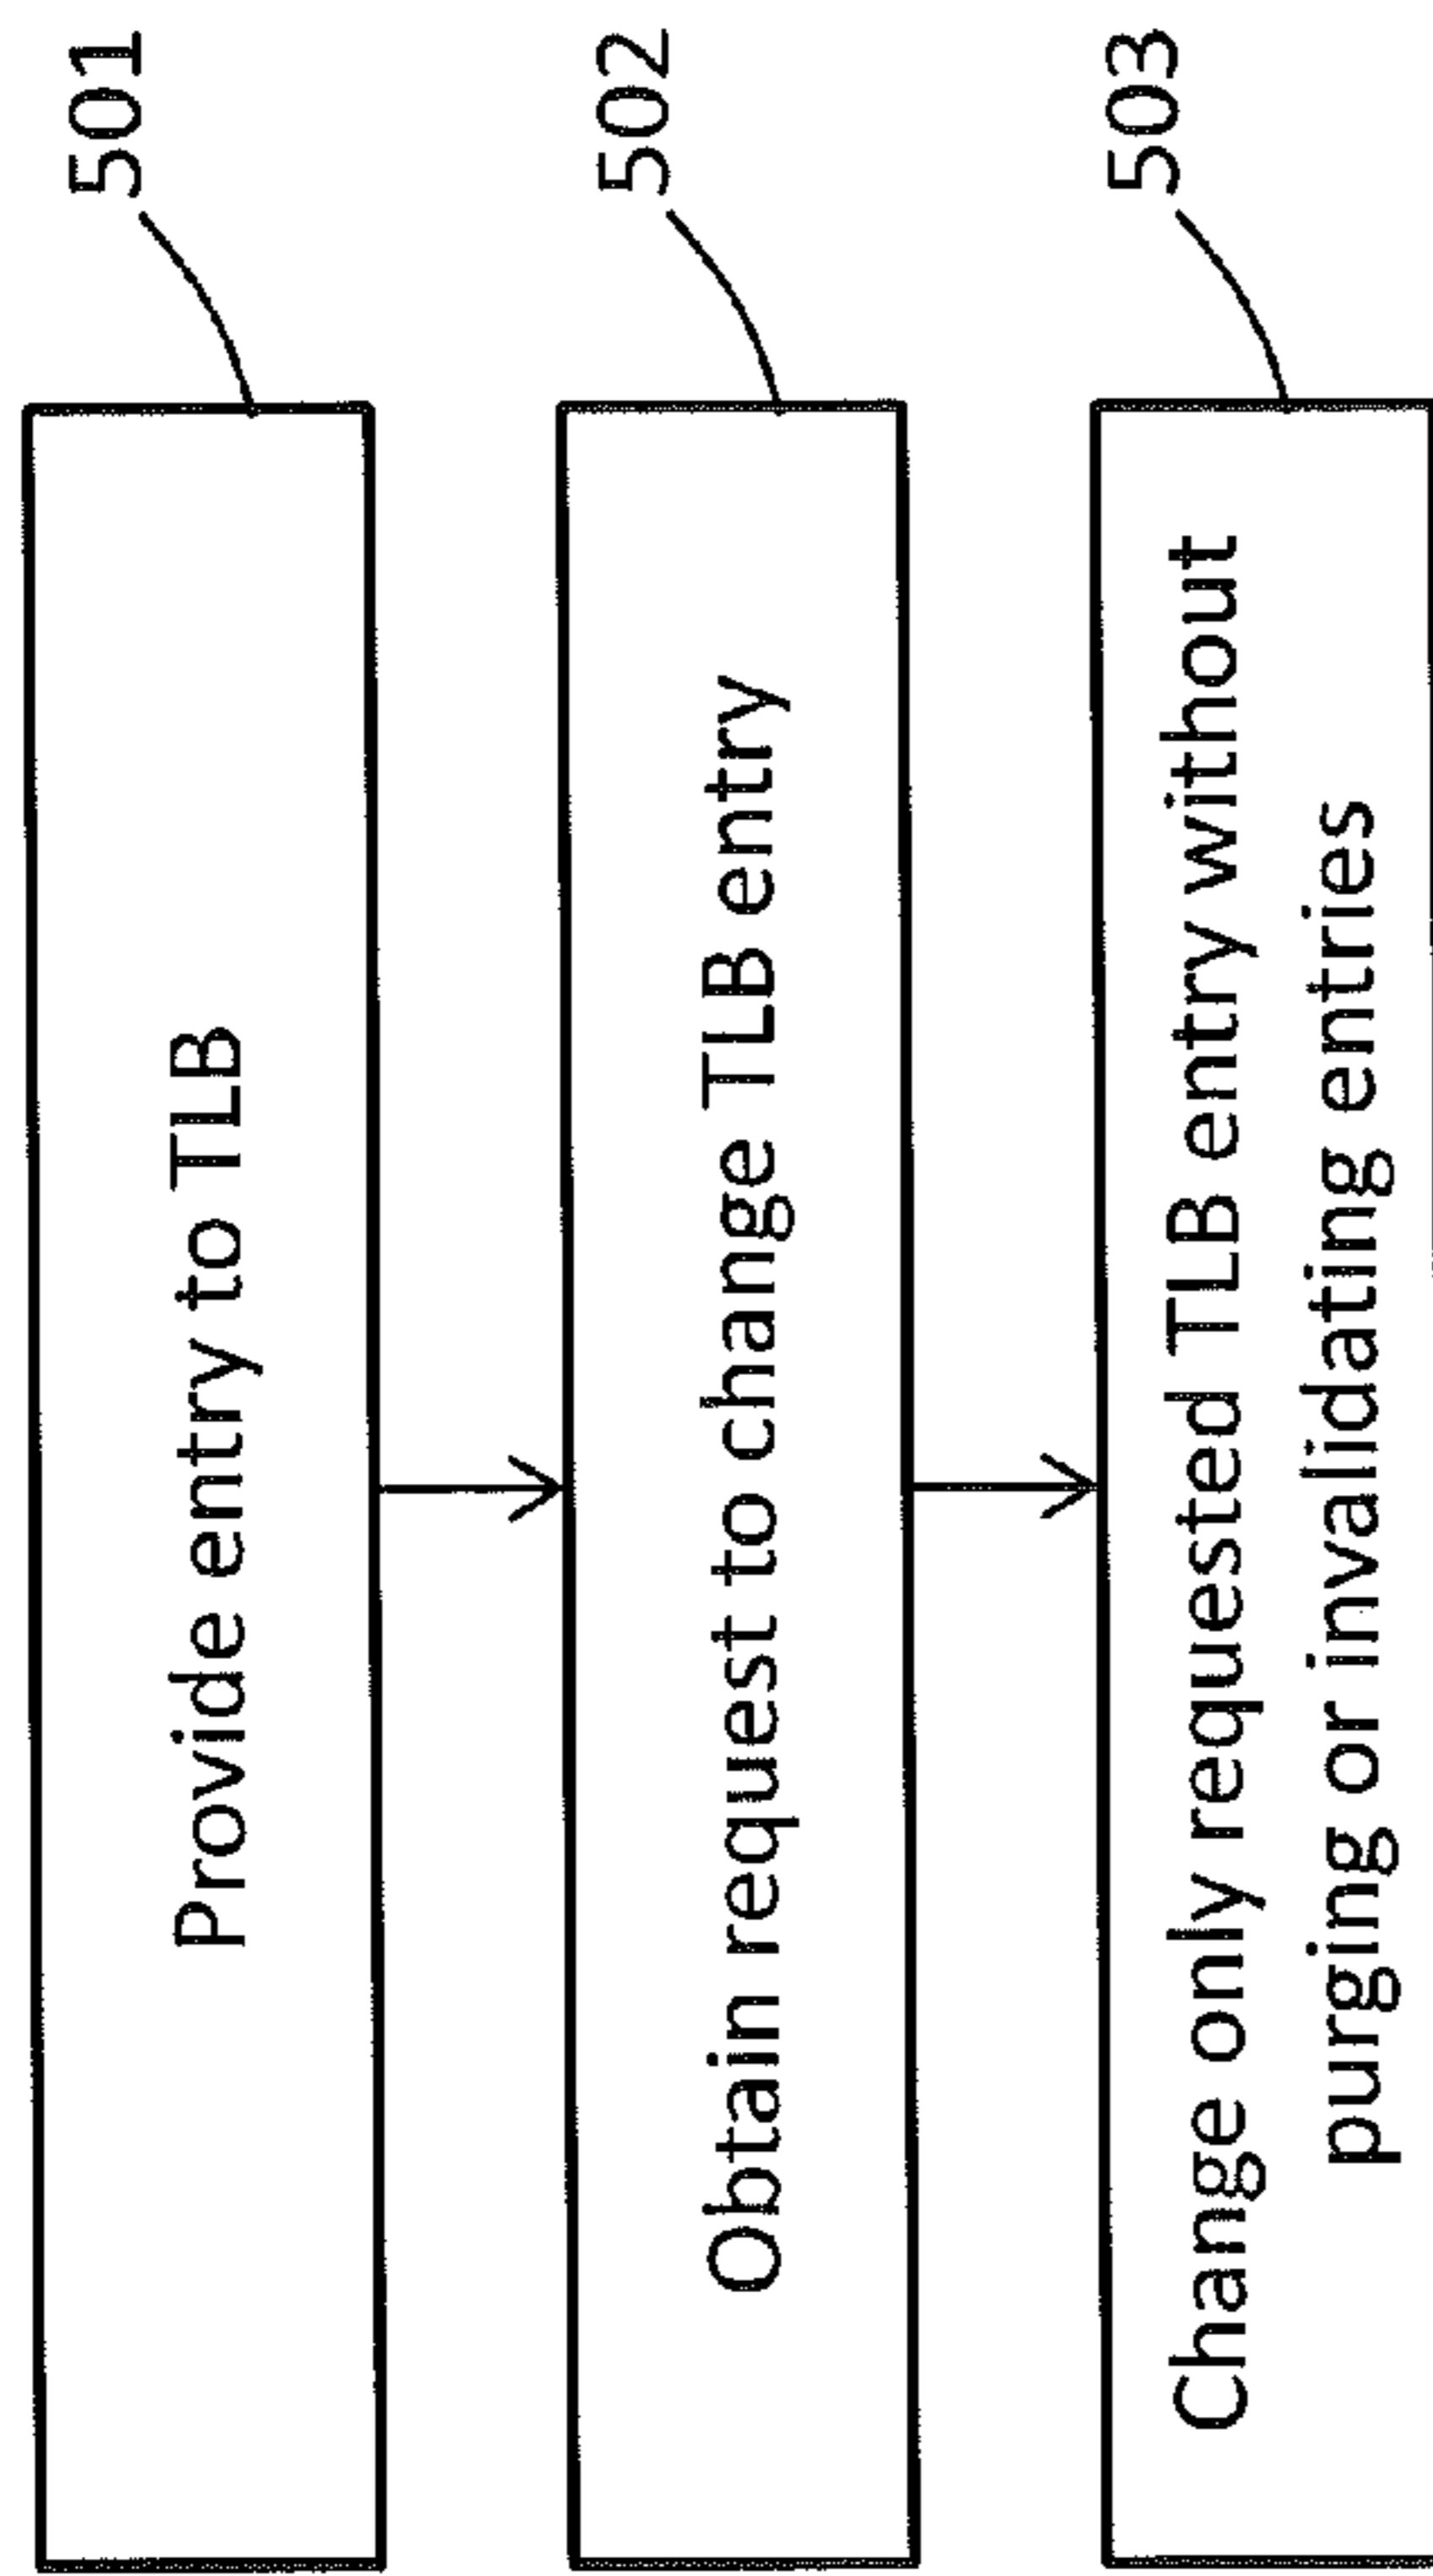 501
Provide entry to TLB
502
Obtain request to change TLB entry
503
Change only requested TLB entry without
purging or invalidating entries